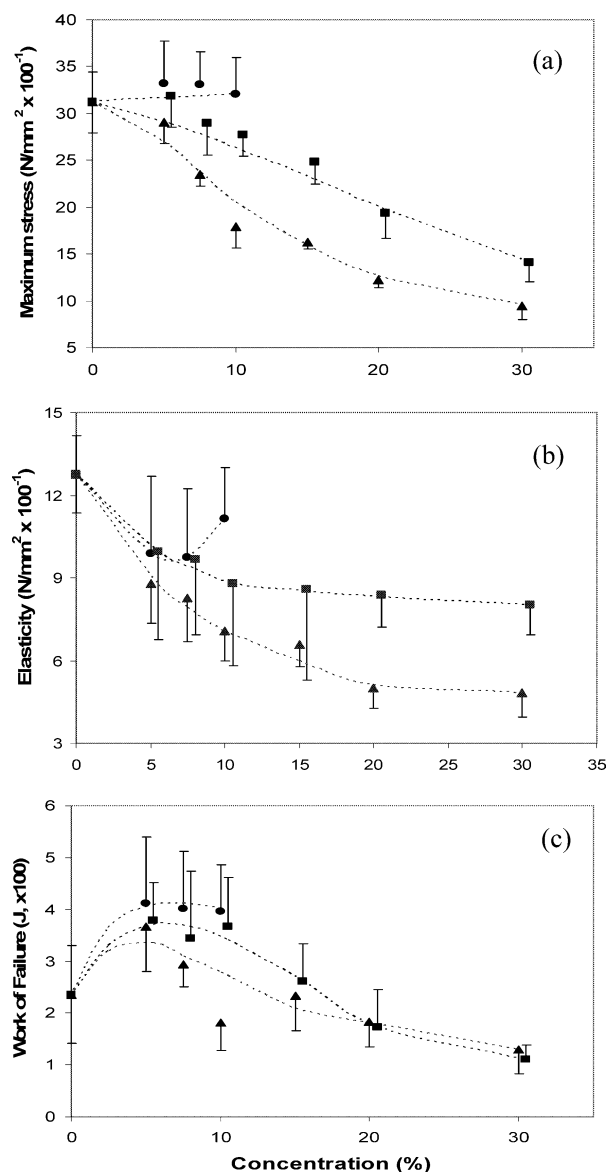 (a)
Maximum stress (N/mm² x 100⁻¹)
40
35
30
25
20
15
10
5
0 10 20 30
(b)
Elasticity (N/mm² x 100⁻¹)
15
12
9
6
3
0 5 10 15 20 25 30 35
(c)
Work of Failure (J, x100)
6
5
4
3
2
1
0
0 10 20 30
Concentration (%)